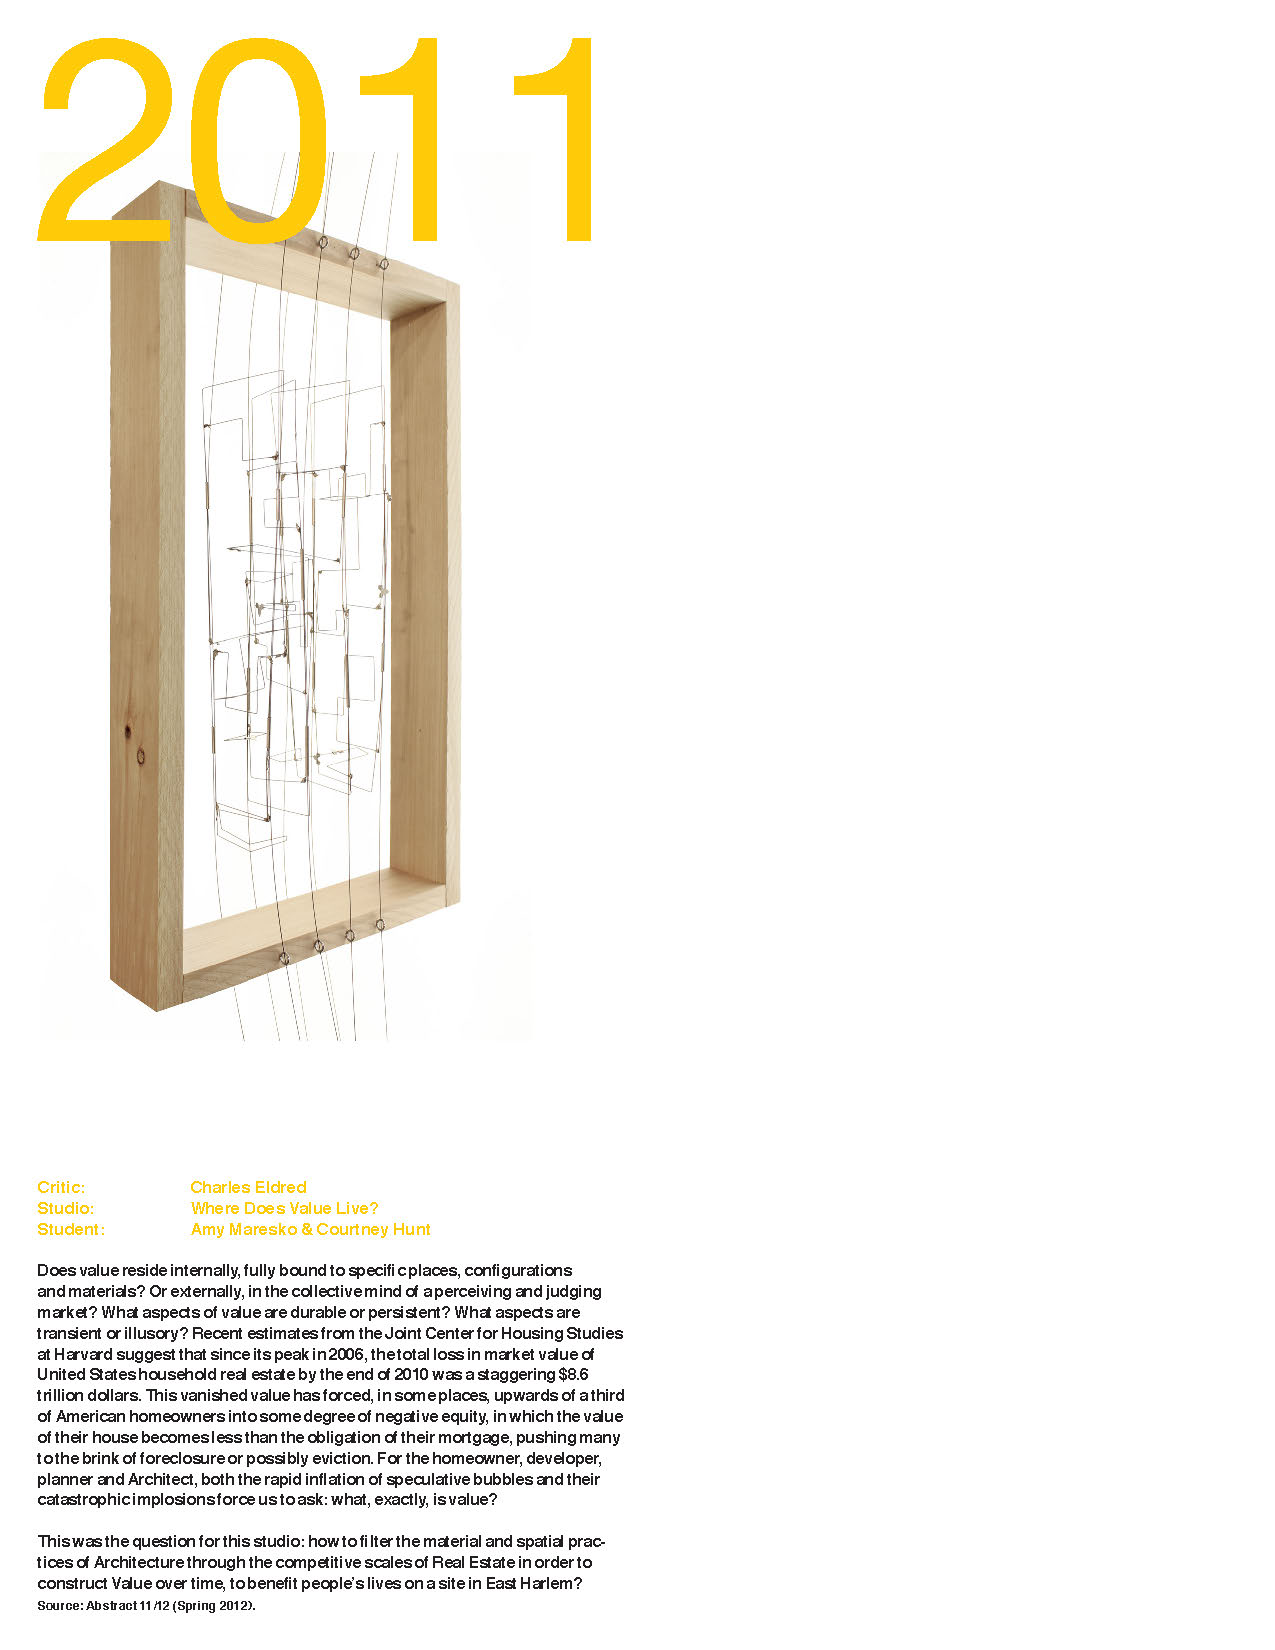 2011
Critic: Charles Eldred
Studio: Where Does Value Live?
Student: Amy Maresko & Courtney Hunt
Does value reside internally, fully bound to specific places, configurations
and materials? Or externally, in the collective mind of a perceiving and judging
market? What aspects of value are durable or persistent? What aspects are
transient or illusory? Recent estimates from the Joint Center for Housing Studies
at Harvard suggest that since its peak in 2006, the total loss in market value of
United States household real estate by the end of 2010 was a staggering $8.6
trillion dollars. This vanished value has forced, in some places, upwards of a third
of American homeowners into some degree of negative equity, in which the value
of their house becomes less than the obligation of their mortgage, pushing many
to the brink of foreclosure or possibly eviction. For the homeowner, developer,
planner and Architect, both the rapid inflation of speculative bubbles and their
catastrophic implosions force us to ask: what, exactly, is value?
This was the question for this studio: how to filter the material and spatial prac-
tices of Architecture through the competitive scales of Real Estate in order to
construct Value over time, to benefit people's lives on a site in East Harlem?
Source: Abstract 11/12 (Spring 2012).